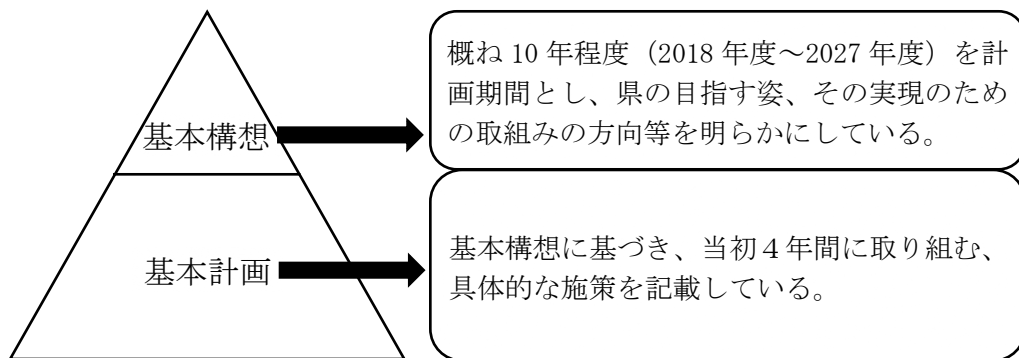 基本構想
概ね 10 年程度（2018 年度～2027 年度）を計
画期間とし、県の目指す姿、その実現のため
の取組みの方向等を明らかにしている。
基本計画
基本構想に基づき、当初４年間に取り組む、
具体的な施策を記載している。